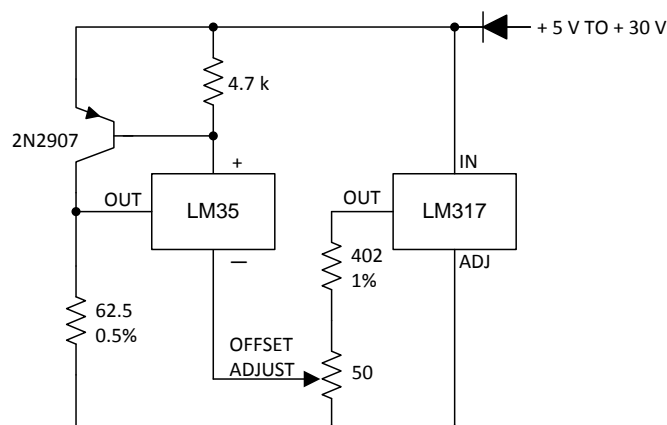 + 5 V TO + 30 V
4.7 k
2N2907
+
IN
OUT
LM35
OUT
LM317
—
ADJ
402
1%
62.5
0.5%
OFFSET
ADJUST
50